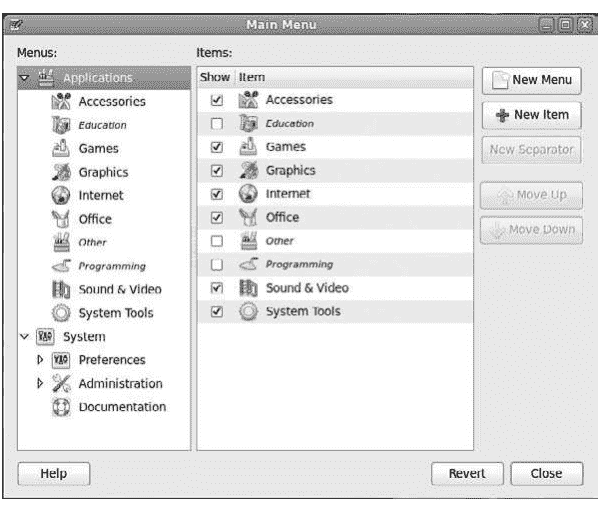 Main Menu
Menus:
Items:
Applications
Accessories
Education
Games
Graphics
Internet
Office
Other
Programming
Sound & Video
System Tools
System
Preferences
Administration
Documentation
Show Item
Accessories
Education
Games
Graphics
Internet
Office
Other
Programming
Sound & Video
System Tools
New Menu
New Item
New Separator
Move Up
Move Down
Help
Revert
Close